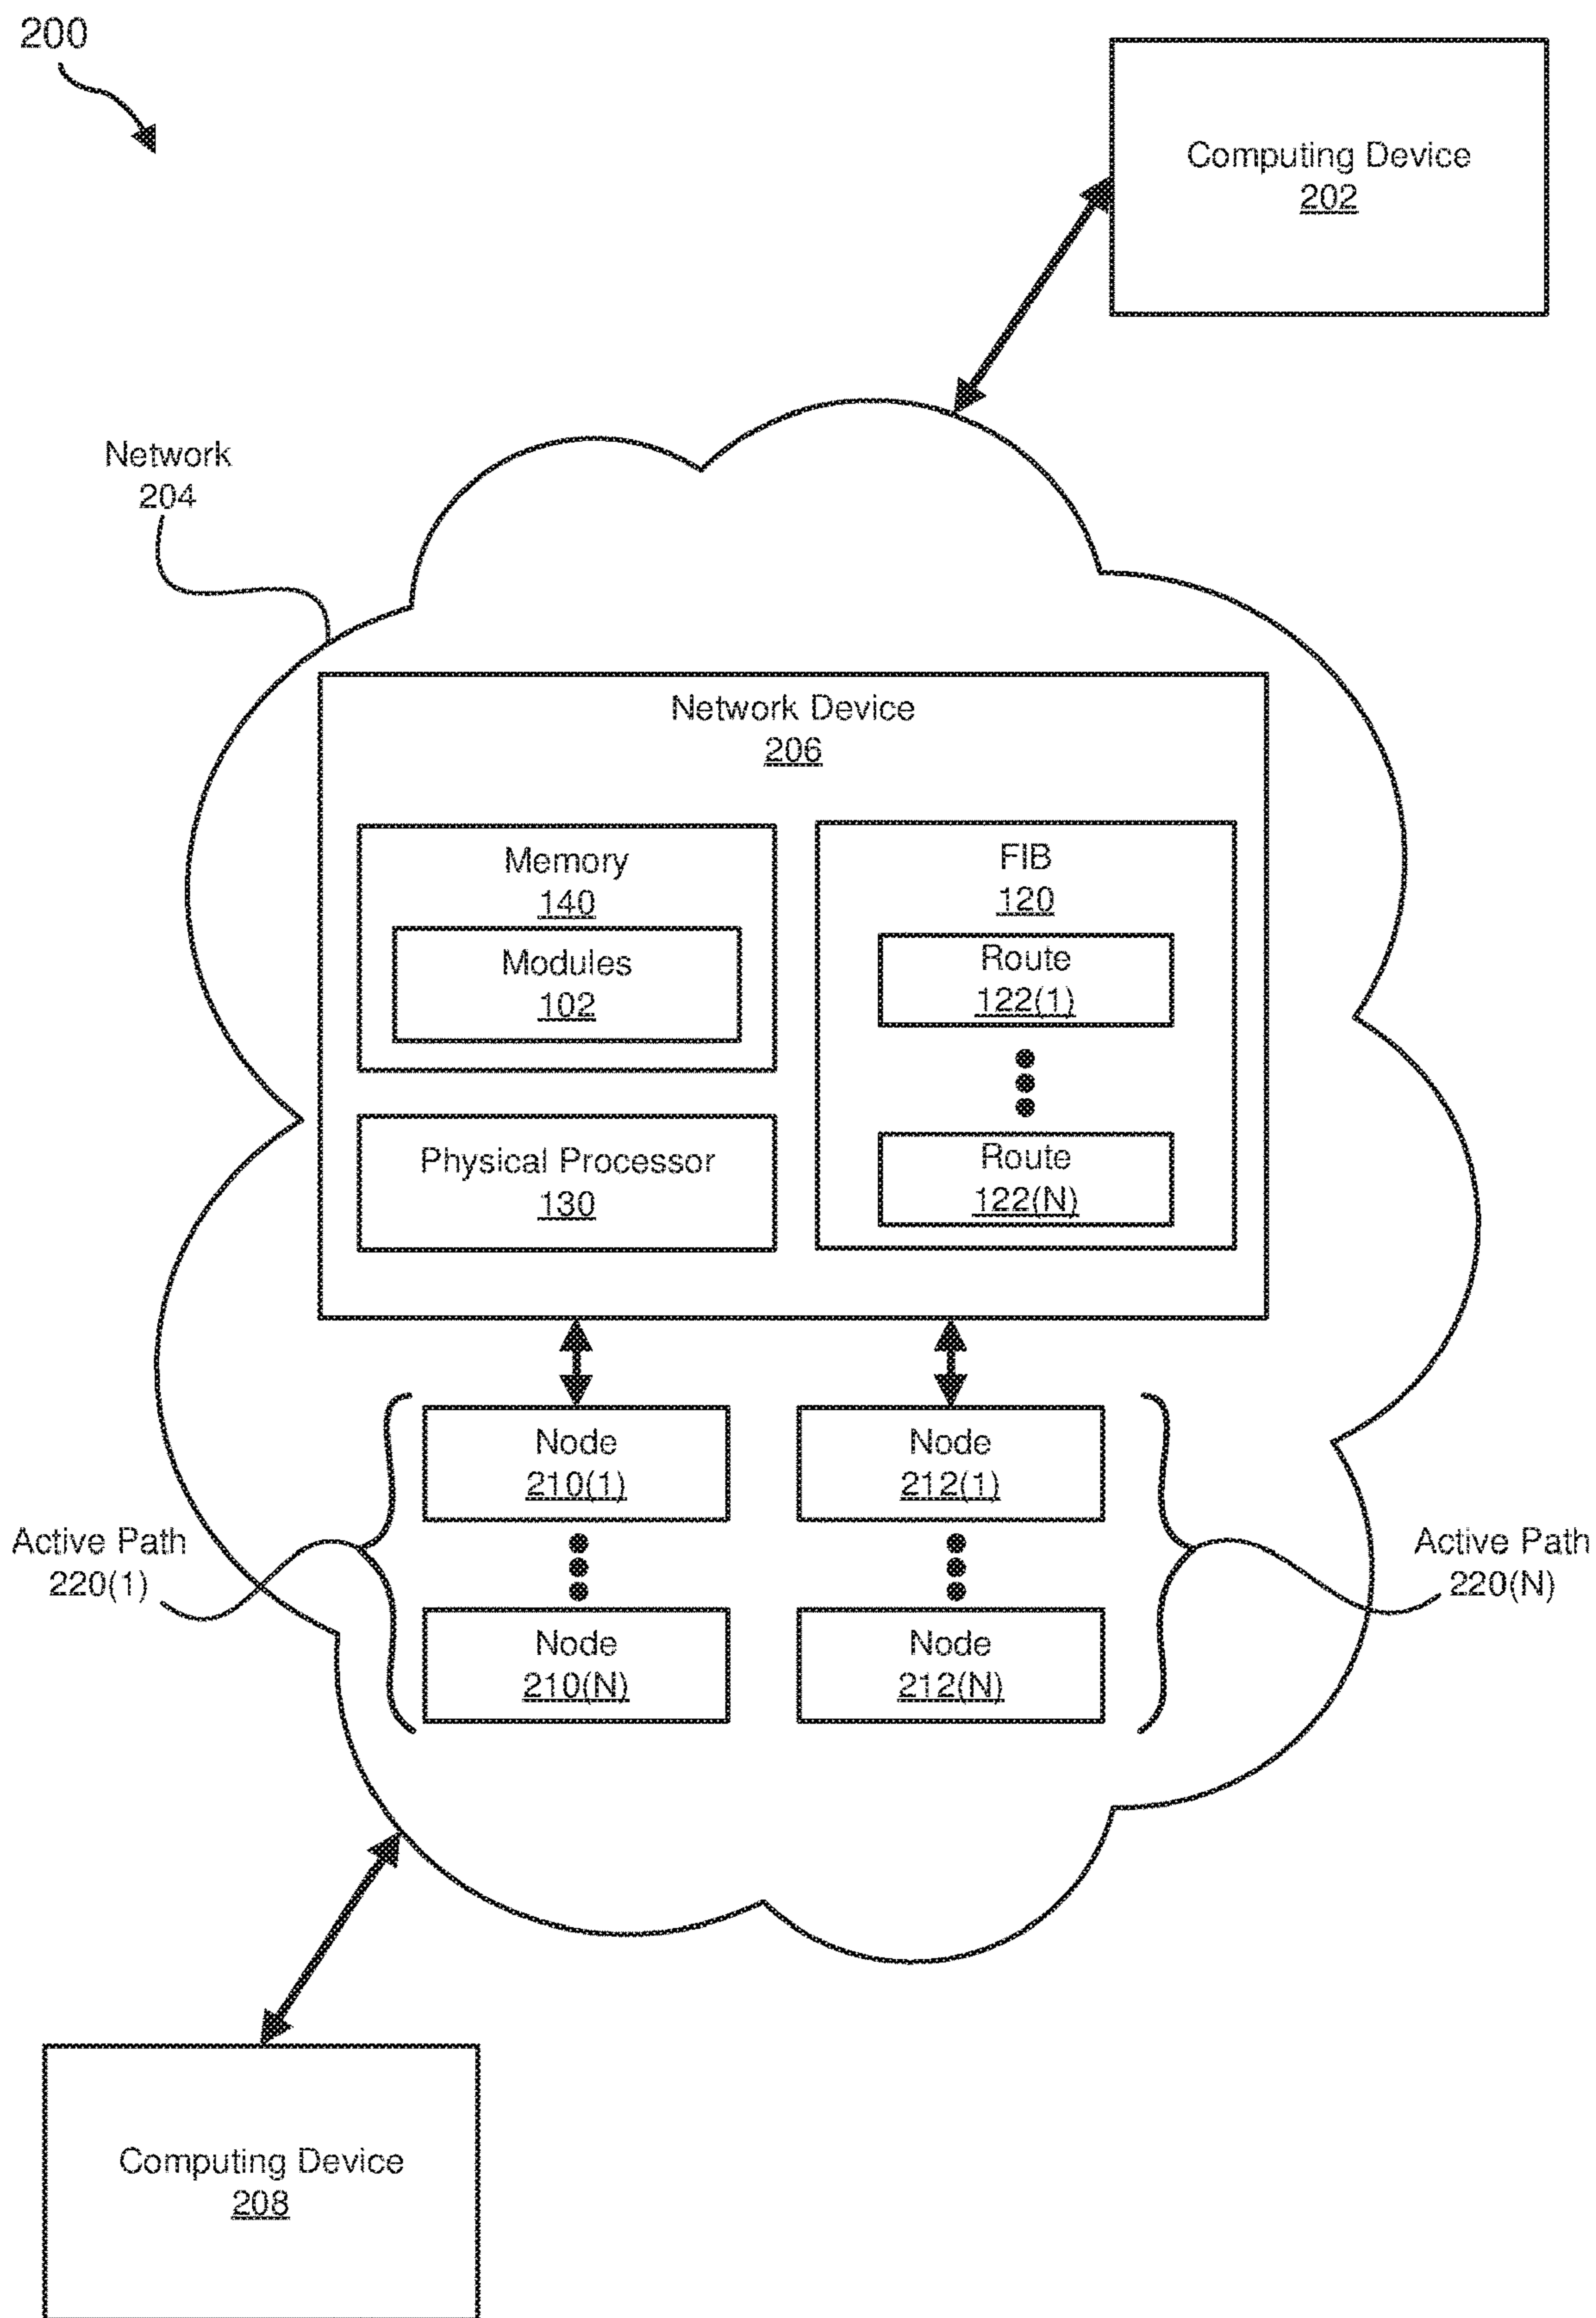 200
Computing Device
202
Network
204
Network Device
206
Memory
140
Modules
102
Physical Processor
130
FIB
120
Route
122(1)
Route
122(N)
Node
210(1)
Node
212(1)
Active Path
220(1)
Active Path
220(N)
Node
210(N)
Node
212(N)
Computing Device
208